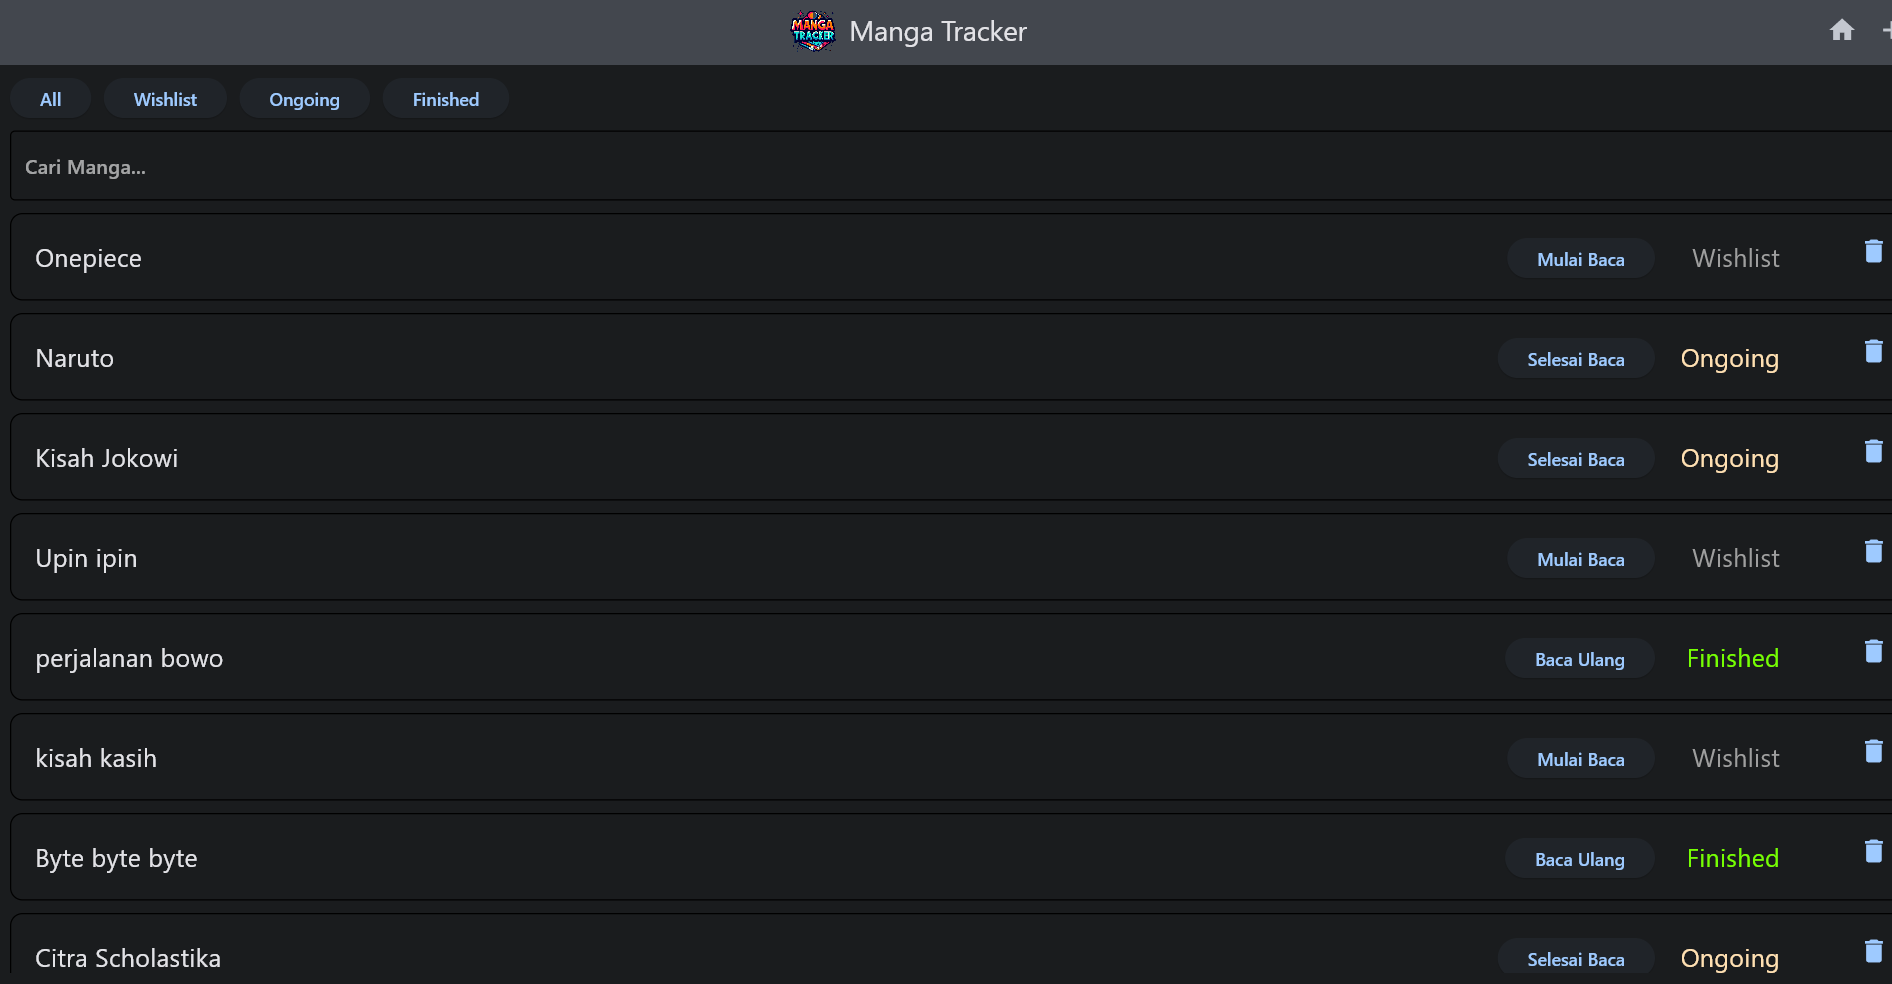 MANGA TRACKER Manga Tracker
All Wishlist Ongoing Finished
Cari Manga...
Onepiece Mulai Baca Wishlist
Naruto Selesai Baca Ongoing
Kisah Jokowi Selesai Baca Ongoing
Upin ipin Mulai Baca Wishlist
perjalanan bowo Baca Ulang Finished
kisah kasih Mulai Baca Wishlist
Byte byte byte Baca Ulang Finished
Citra Scholastika Selesai Baca Ongoing